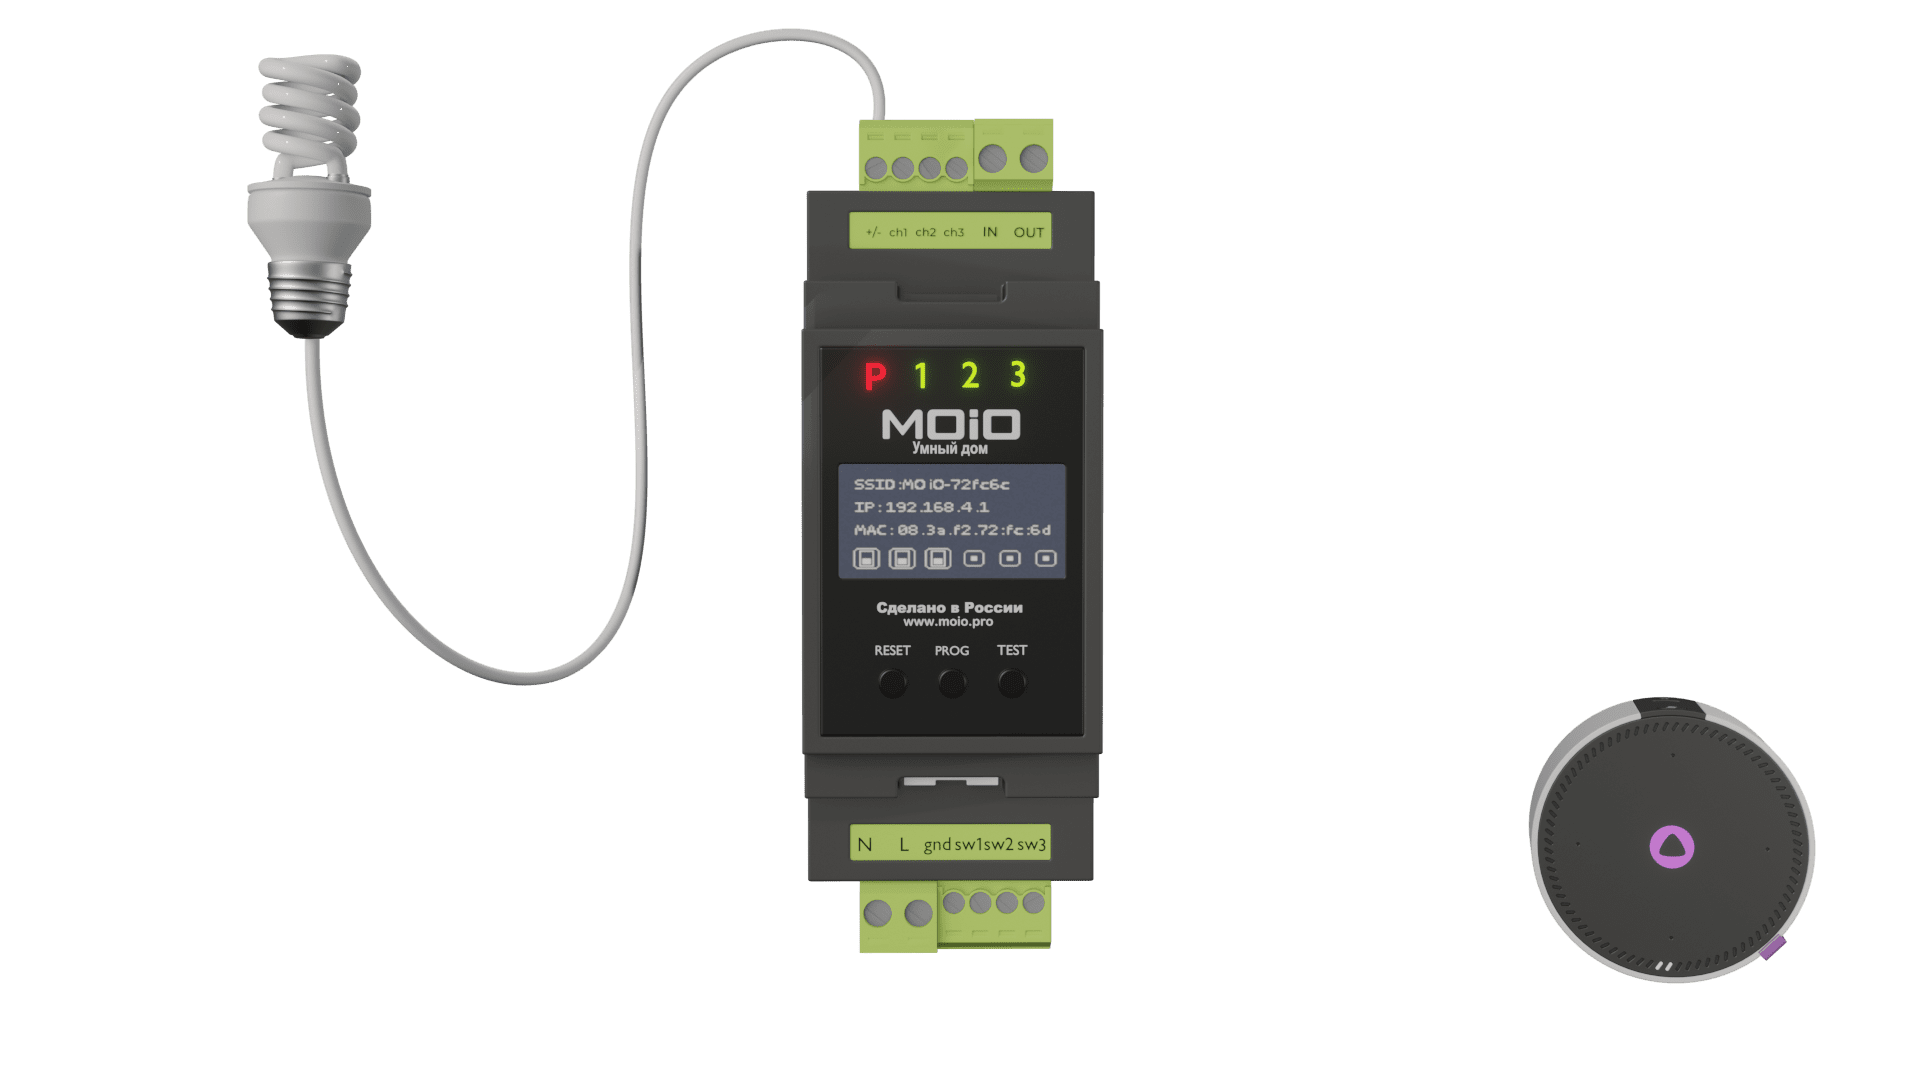 +/- ch1 ch2 ch3 IN OUT
P 1 2 3
MOiO
Умный дом
SSID:MOiO-72fc6c
IP:192.168.4.1
MAC:08.3a.f2.72:fc:6d
Сделано в России
www.moio.pro
RESET PROG TEST
N L gnd sw1 sw2 sw3